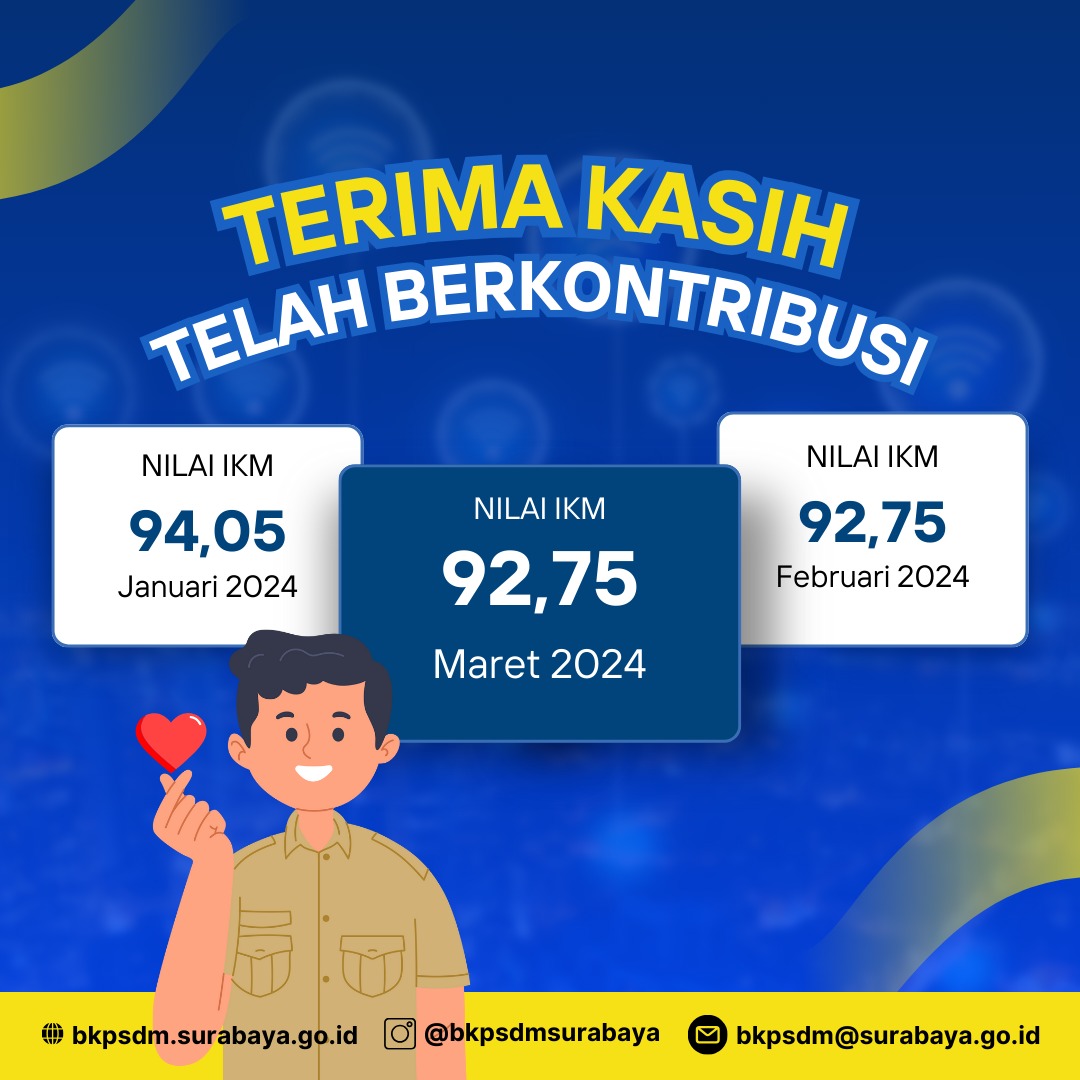 TERIMA KASIH
TELAH BERKONTRIBUSI
NILAI IKM
94,05
Januari 2024
NILAI IKM
92,75
Maret 2024
NILAI IKM
92,75
Februari 2024
bkpsdm.surabaya.go.id
@bkpsdmsurabaya
bkpsdm@surabaya.go.id